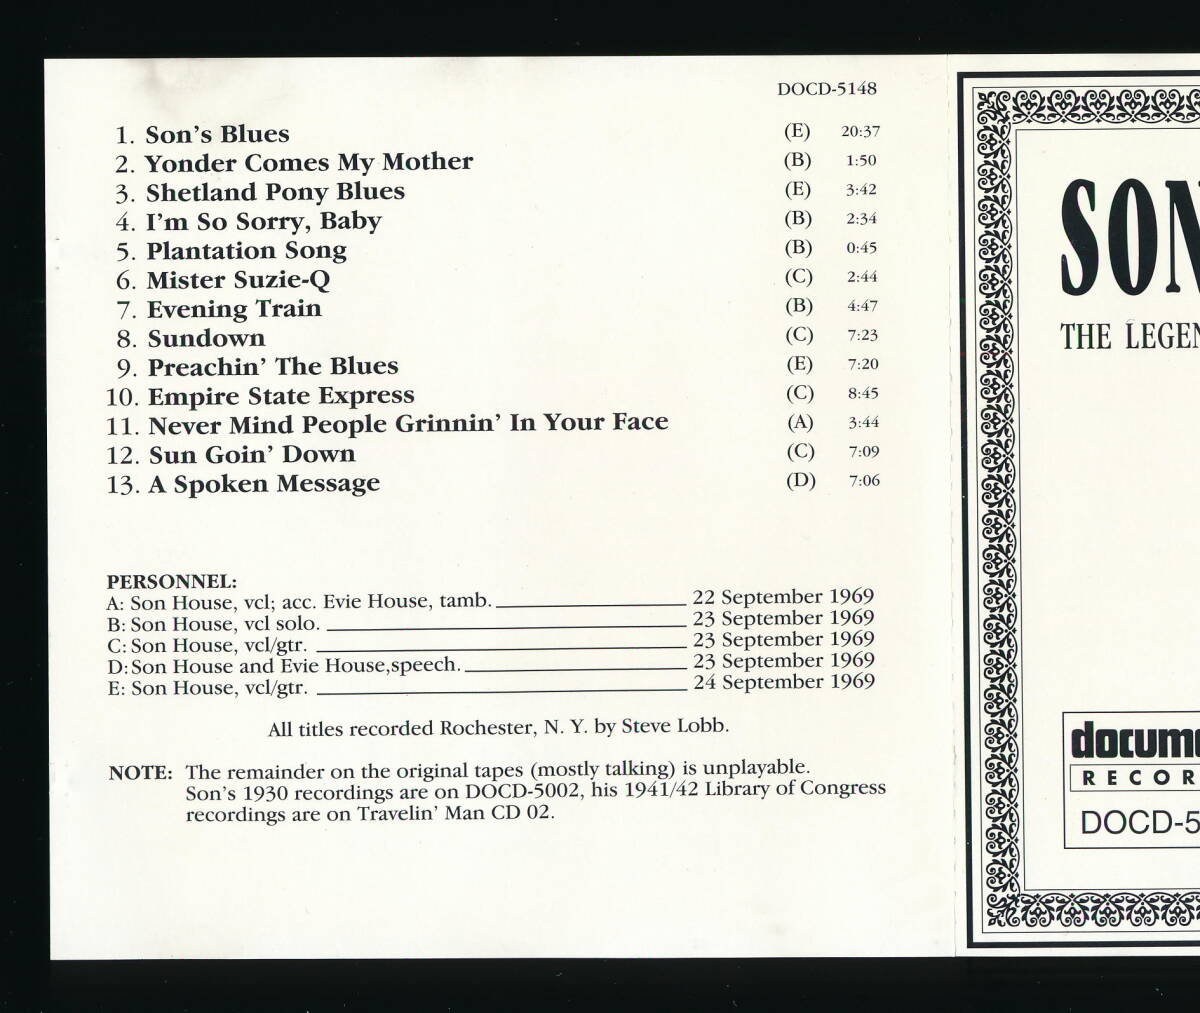 DOCD-5148
1. Son's Blues (E) 20:37
2. Yonder Comes My Mother (B) 1:50
3. Shetland Pony Blues (E) 3:42
4. I'm So Sorry, Baby (B) 2:34
5. Plantation Song (B) 0:45
6. Mister Suzie-Q (C) 2:44
7. Evening Train (B) 4:47
8. Sundown (C) 7:23
9. Preachin' The Blues (E) 7:20
10. Empire State Express (C) 8:45
11. Never Mind People Grinnin' In Your Face (A) 3:44
12. Sun Goin' Down (C) 7:09
13. A Spoken Message (D) 7:06
PERSONNEL:
A: Son House, vcl; acc. Evie House, tamb. 22 September 1969
B: Son House, vcl solo. 23 September 1969
C: Son House, vcl/gtr. 23 September 1969
D: Son House and Evie House,speech. 23 September 1969
E: Son House, vcl/gtr. 24 September 1969
All titles recorded Rochester, N. Y. by Steve Lobb.
NOTE: The remainder on the original tapes (mostly talking) is unplayable.
Son's 1930 recordings are on DOCD-5002, his 1941/42 Library of Congress
recordings are on Travelin' Man CD 02.
SON
THE LEGEN
docume
RECOR
DOCD-5